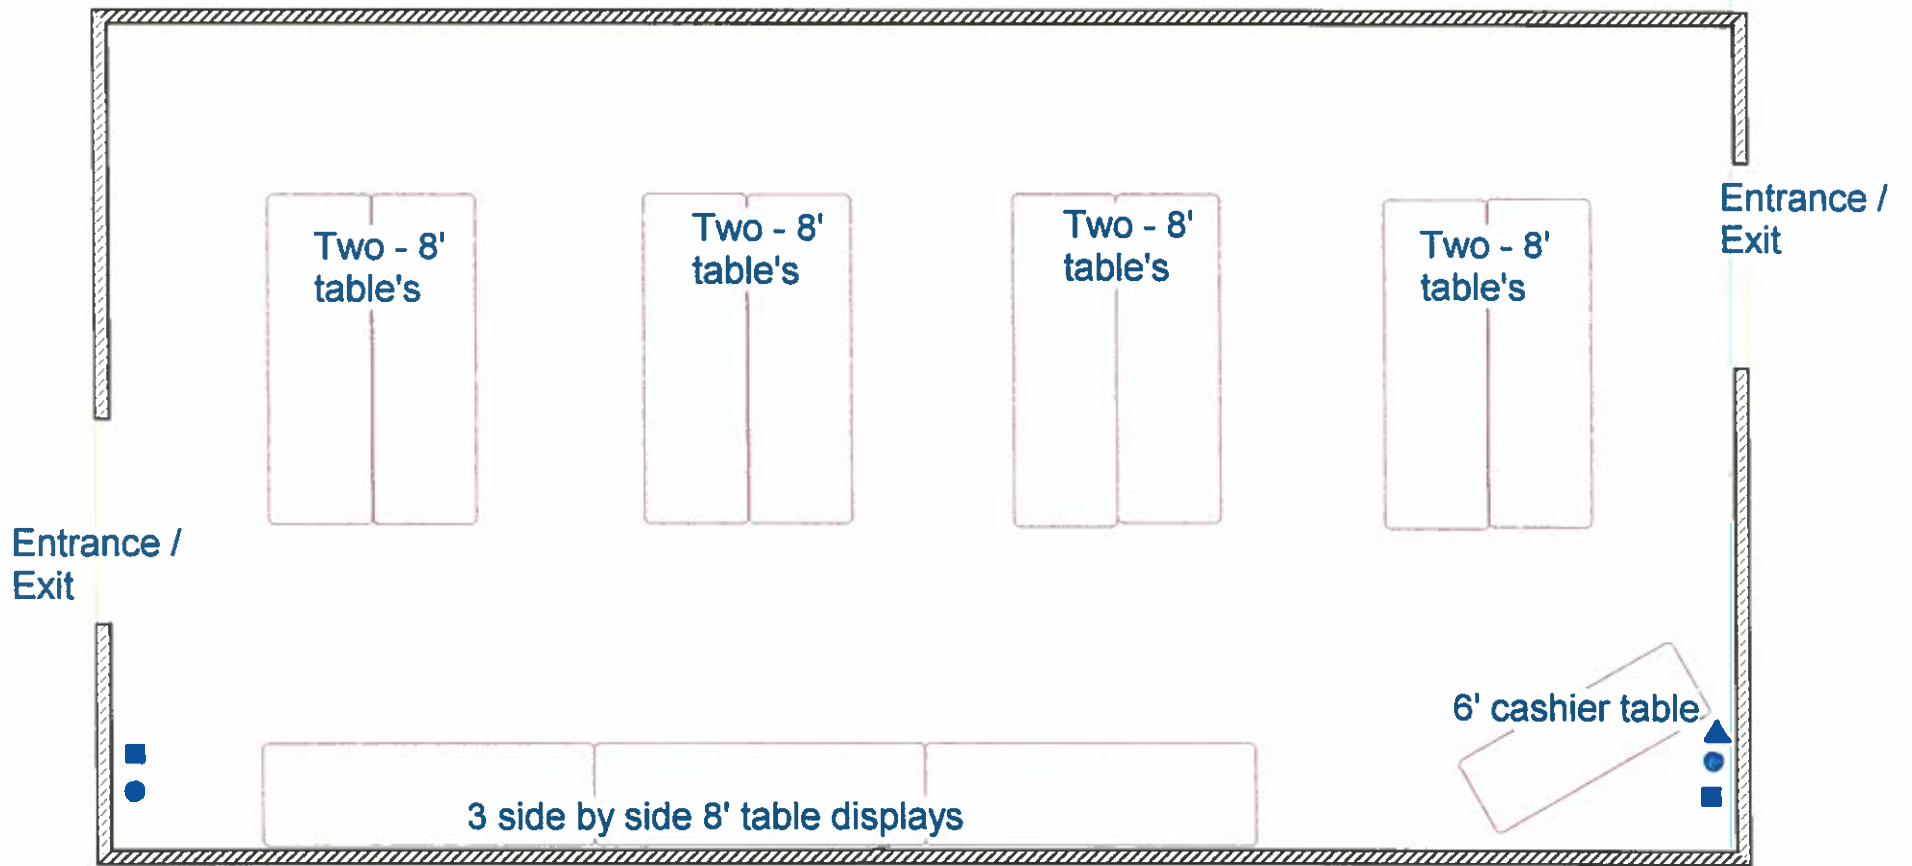 Two - 8'
table's
Two - 8'
table's
Two - 8'
table's
Two - 8'
table's
Entrance /
Exit
Entrance /
Exit
6' cashier table
3 side by side 8' table displays